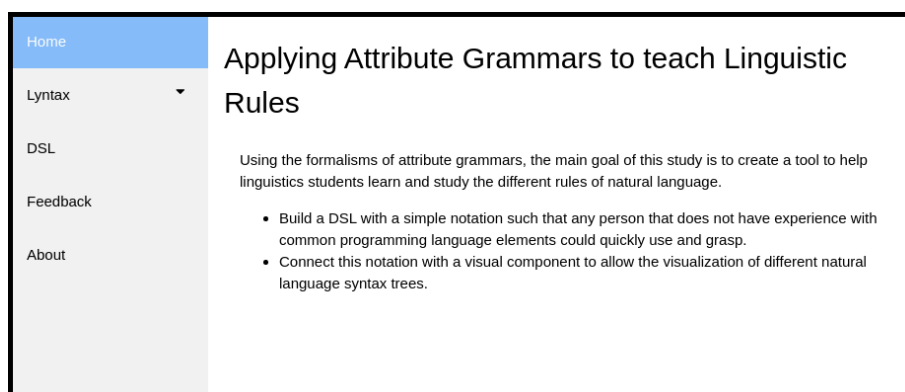 Home
Lyntax
DSL
Feedback
About
Applying Attribute Grammars to teach Linguistic
Rules
Using the formalisms of attribute grammars, the main goal of this study is to create a tool to help
linguistics students learn and study the different rules of natural language.
• Build a DSL with a simple notation such that any person that does not have experience with
common programming language elements could quickly use and grasp.
• Connect this notation with a visual component to allow the visualization of different natural
language syntax trees.